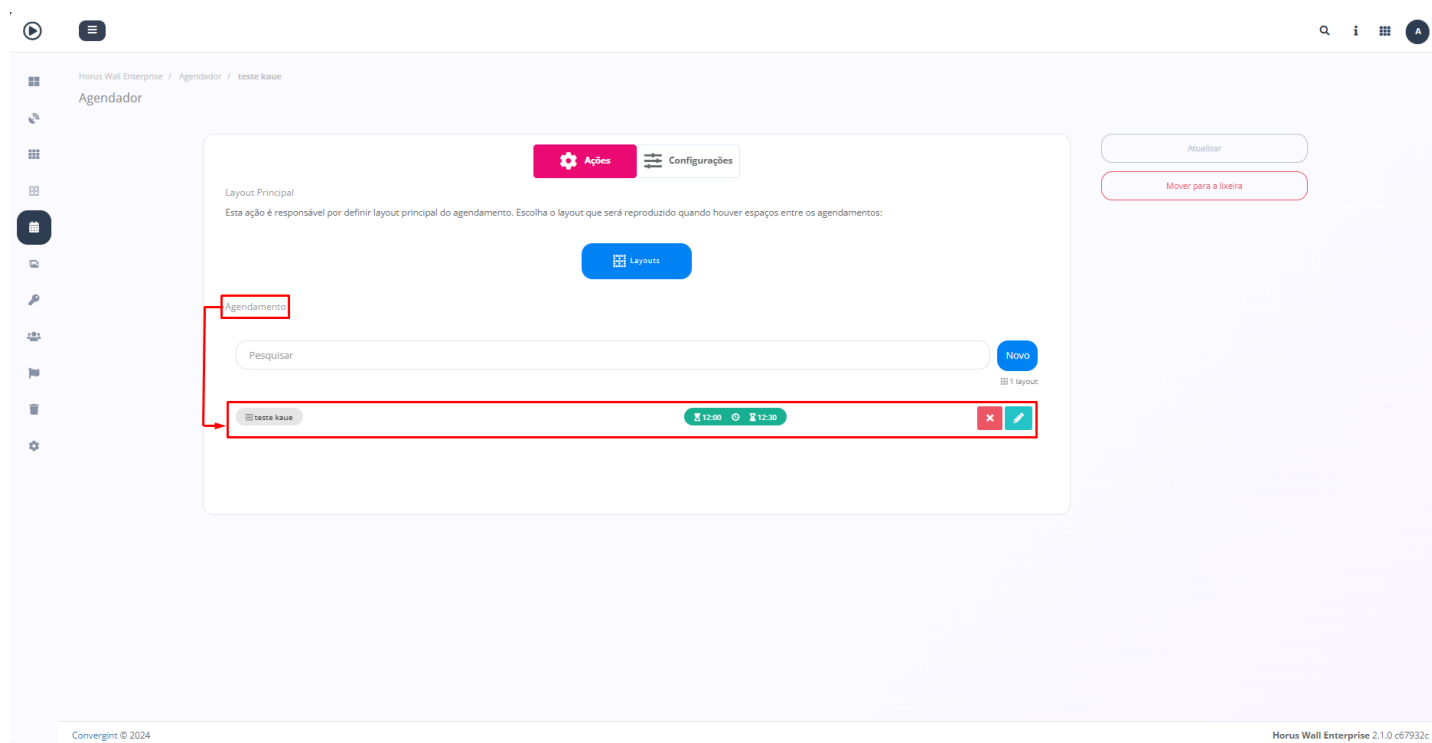 A
Horus Wall Enterprise / Agendador / teste kaue
Agendador
Ações
Configurações
Atualizar
Mover para a lixeira
Layout Principal
Esta ação é responsável por definir layout principal do agendamento. Escolha o layout que será reproduzido quando houver espaços entre os agendamentos:
Layouts
Agendamento
Pesquisar
Novo
1 layout
teste kaue
12:00 12:30
Convergint © 2024
Horus Wall Enterprise 2.1.0 c67932c